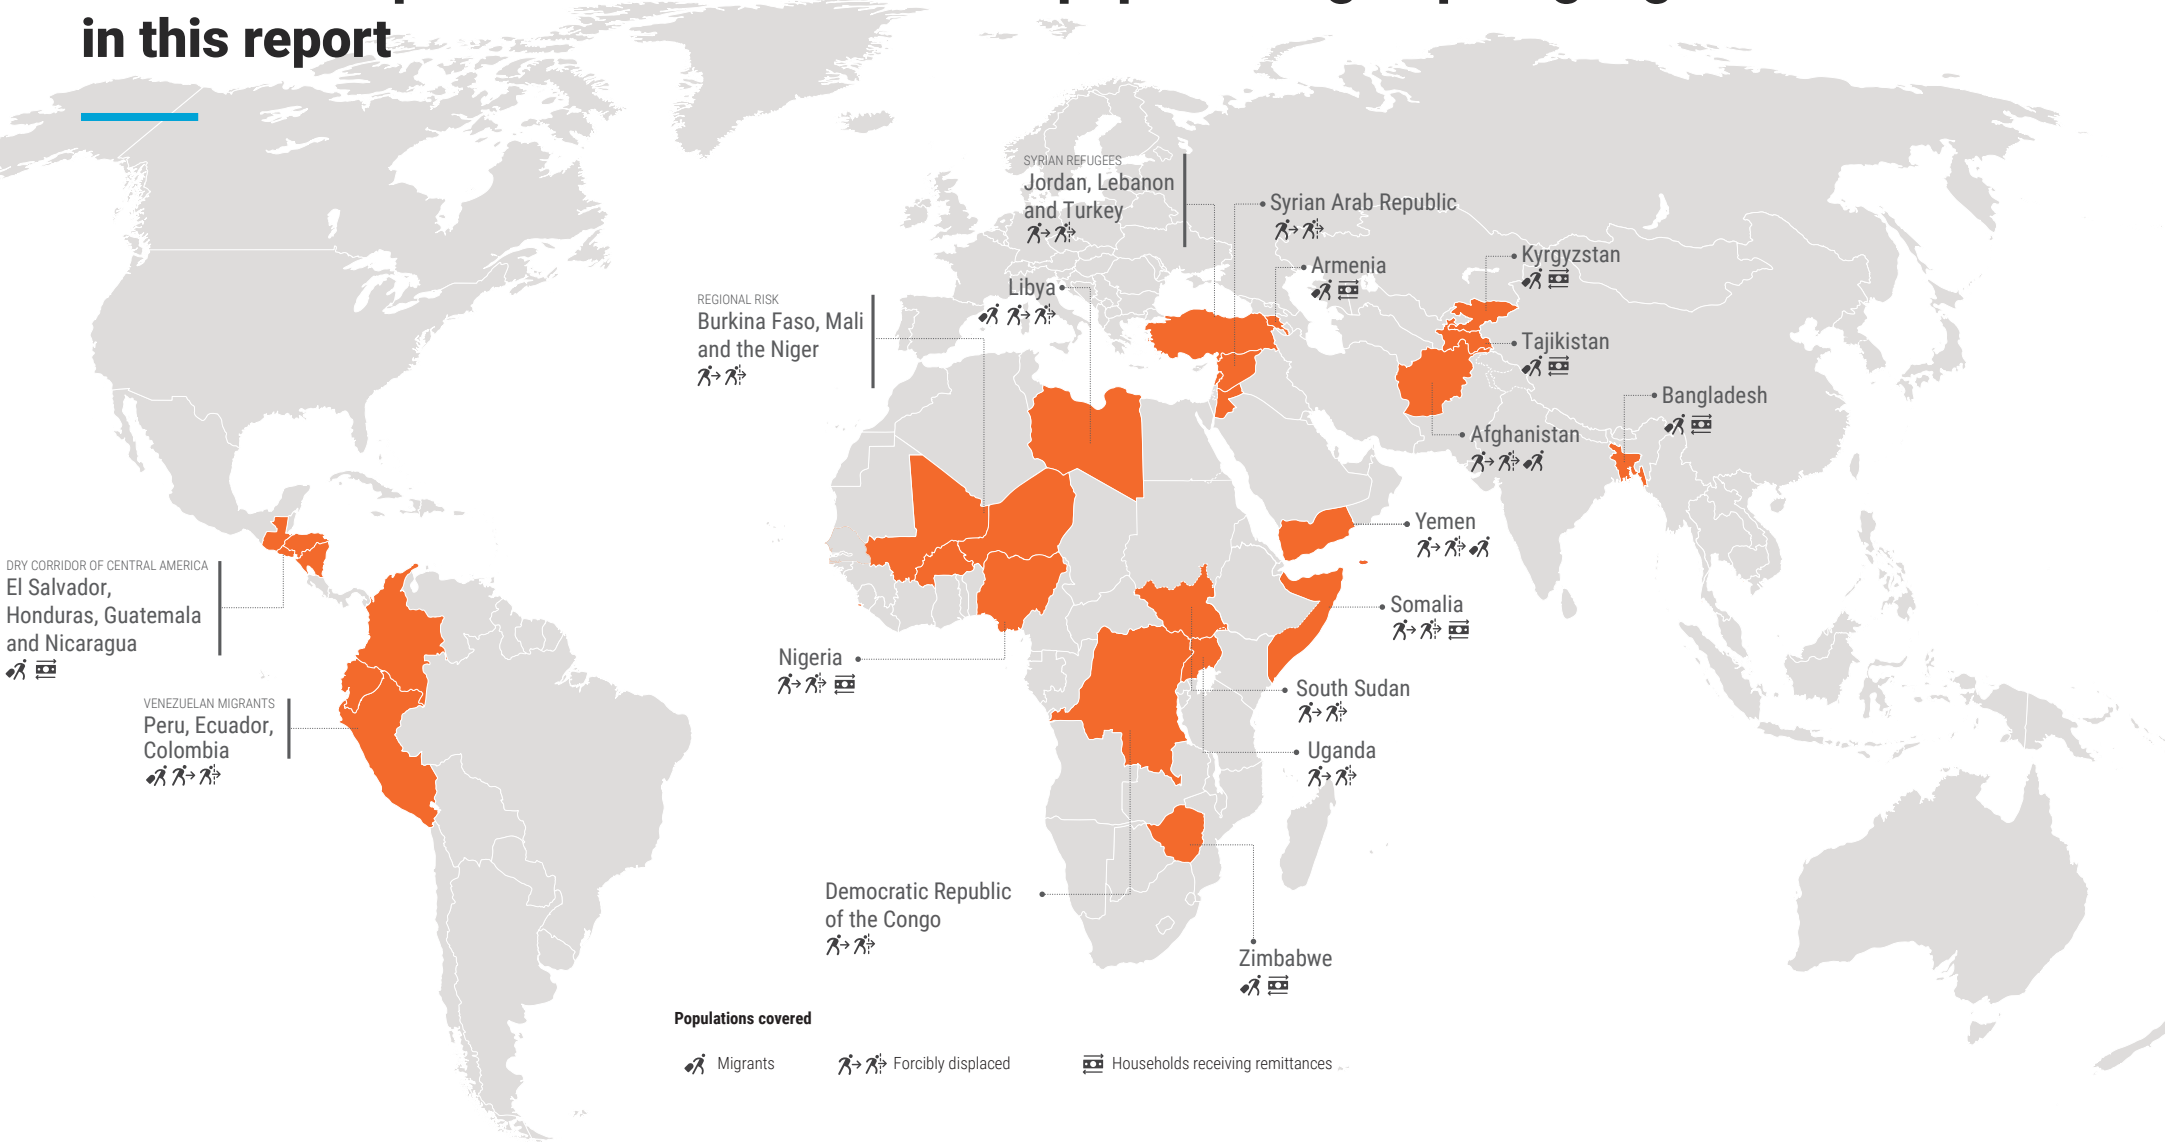 in this report
SYRIAN REFUGEES
Jordan, Lebanon
and Turkey
Syrian Arab Republic
Armenia
Kyrgyzstan
Libya
REGIONAL RISK
Burkina Faso, Mali
and the Niger
Tajikistan
Bangladesh
Afghanistan
Yemen
DRY CORRIDOR OF CENTRAL AMERICA
El Salvador,
Honduras, Guatemala
and Nicaragua
Somalia
Nigeria
South Sudan
VENEZUELAN MIGRANTS
Peru, Ecuador,
Colombia
Uganda
Democratic Republic
of the Congo
Zimbabwe
Populations covered
Migrants
Forcibly displaced
Households receiving remittances